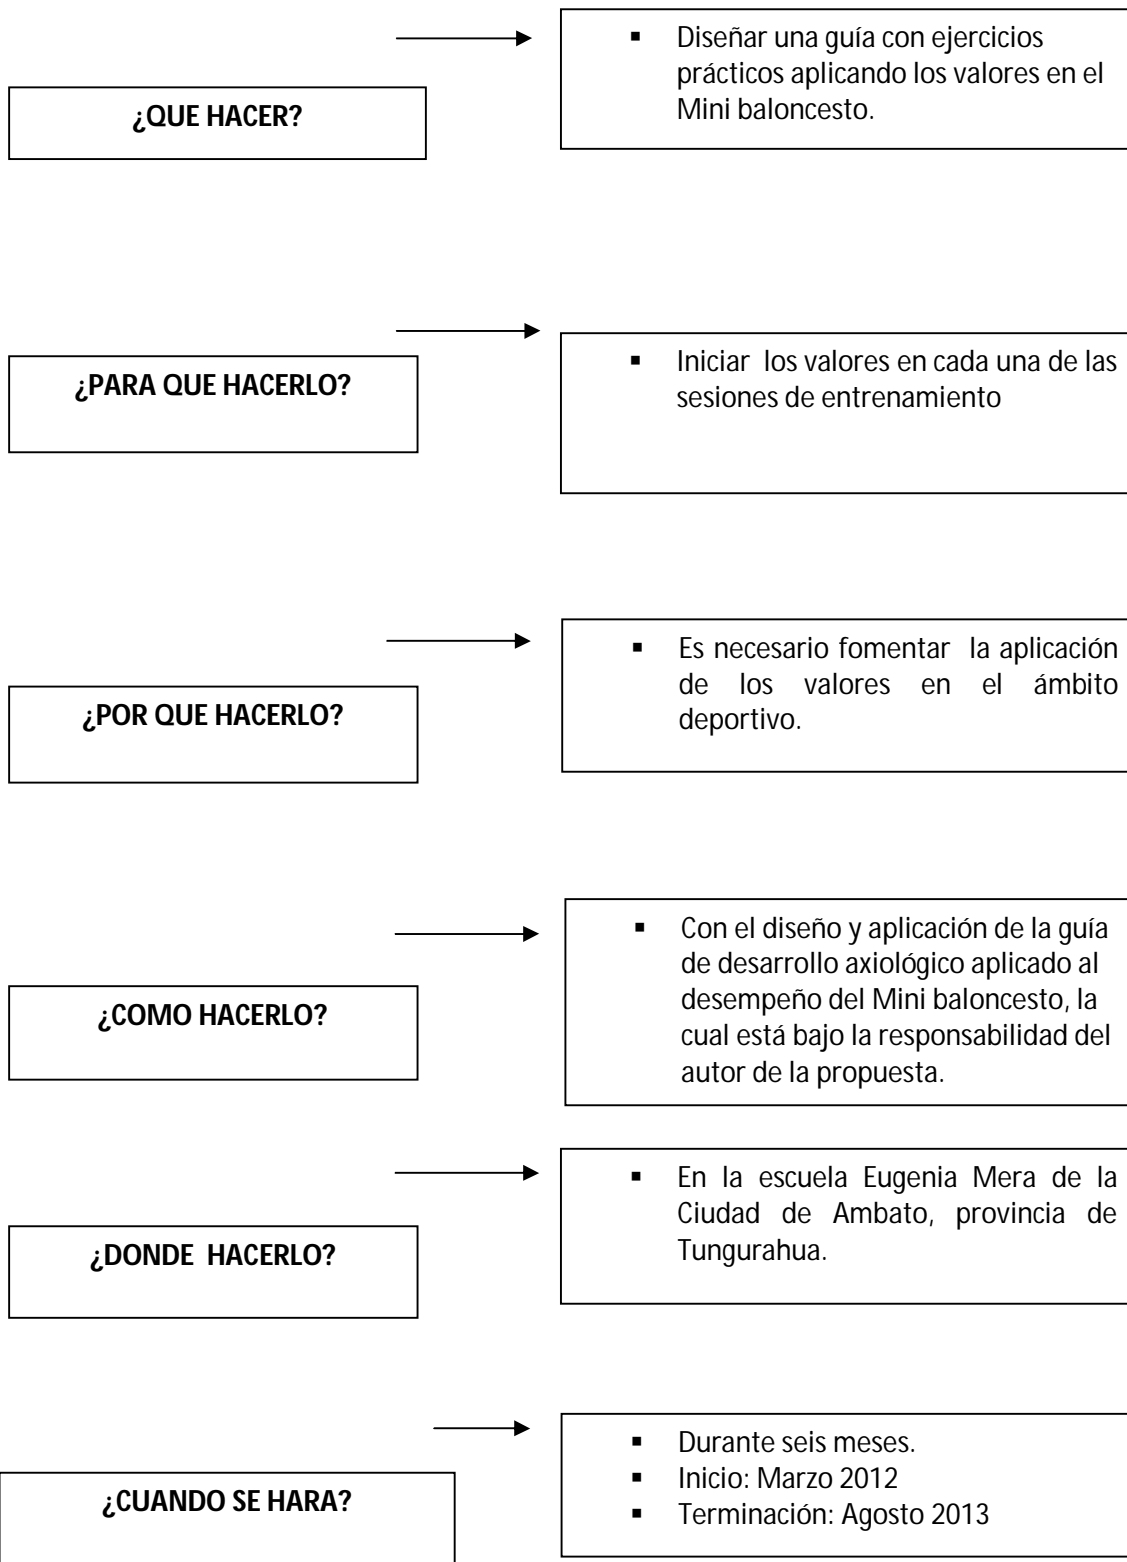 ¿QUE HACER?
▪ Diseñar una guía con ejercicios
prácticos aplicando los valores en el
Mini baloncesto.
¿PARA QUE HACERLO?
▪ Iniciar los valores en cada una de las
sesiones de entrenamiento
¿POR QUE HACERLO?
▪ Es necesario fomentar la aplicación
de los valores en el ámbito
deportivo.
¿COMO HACERLO?
▪ Con el diseño y aplicación de la guía
de desarrollo axiológico aplicado al
desempeño del Mini baloncesto, la
cual está bajo la responsabilidad del
autor de la propuesta.
¿DONDE HACERLO?
▪ En la escuela Eugenia Mera de la
Ciudad de Ambato, provincia de
Tungurahua.
¿CUANDO SE HARA?
▪ Durante seis meses.
▪ Inicio: Marzo 2012
▪ Terminación: Agosto 2013